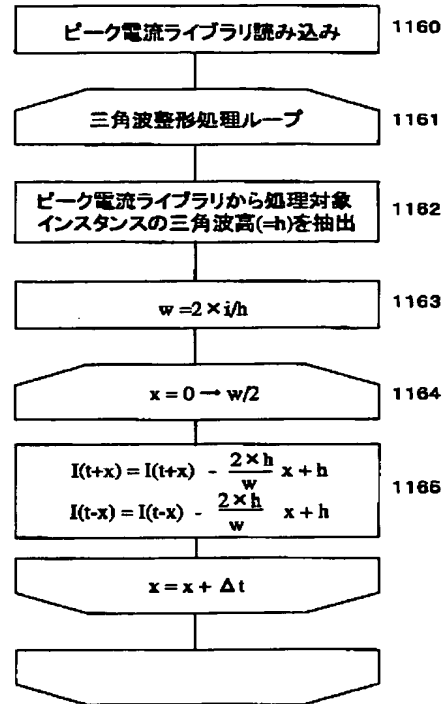 ピーク電流ライブラリ読み込み 1160
三角波整形処理ループ 1161
ピーク電流ライブラリから処理対象 1162
インスタンスの三角波高(=h)を抽出
w =2 × i/h 1163
x = 0 → w/2 1164
I(t+x) = I(t+x) - 2×h/w x + h 1165
I(t-x) = I(t-x) - 2×h/w x + h
x = x + Δt